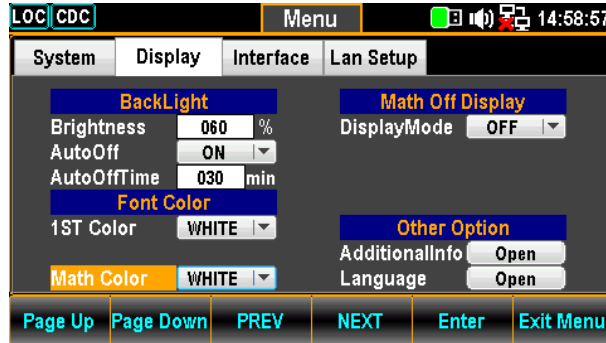 LOC CDC Menu 14:58:57
System Display Interface Lan Setup
BackLight
Brightness 060 %
AutoOff ON
AutoOffTime 030 min
Font Color
1ST Color WHITE
Math Color WHITE
Math Off Display
DisplayMode OFF
Other Option
AdditionalInfo Open
Language Open
Page Up Page Down PREV NEXT Enter Exit Menu